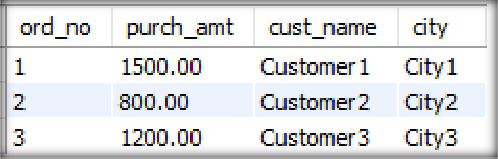 ord_no purch_amt cust_name city
1 1500.00 Customer1 City1
2 800.00 Customer2 City2
3 1200.00 Customer3 City3